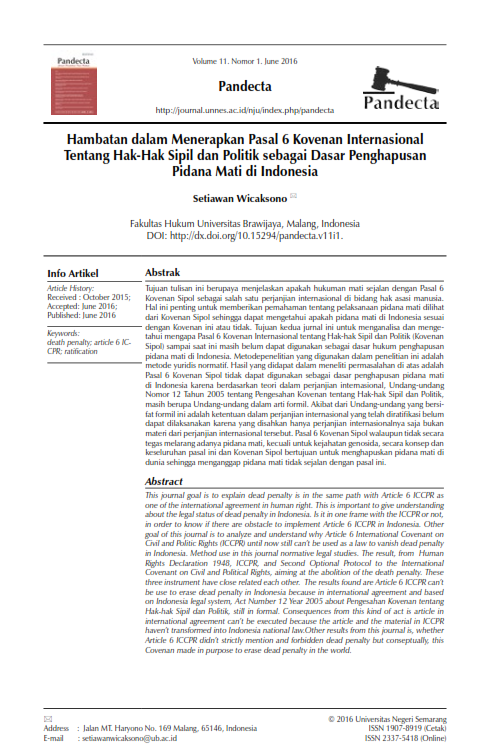 Pandecta
Volume 11. Nomor 1. June 2016
Pandecta
http://journal.unnes.ac.id/nju/index.php/pandecta
Pandecta
Hambatan dalam Menerapkan Pasal 6 Kovenan Internasional
Tentang Hak-Hak Sipil dan Politik sebagai Dasar Penghapusan
Pidana Mati di Indonesia
Setiawan Wicaksono
Fakultas Hukum Universitas Brawijaya, Malang, Indonesia
DOI: http://dx.doi.org/10.15294/pandecta.v11i1.
Info Artikel
Article History:
Received : October 2015;
Accepted: June 2016;
Published: June 2016
Keywords:
death penalty; article 6 IC-
CPR; ratification
Abstrak
Tujuan tulisan ini berupaya menjelaskan apakah hukuman mati sejalan dengan Pasal 6
Kovenan Sipol sebagai salah satu perjanjian internasional di bidang hak asasi manusia.
Hal ini penting untuk memberikan pemahaman tentang pelaksanaan pidana mati dilihat
dari Kovenan Sipol sehingga dapat mengetahui apakah pidana mati di Indonesia sesuai
dengan Kovenan ini atau tidak. Tujuan kedua jurnal ini untuk menganalisa dan menge-
tahui mengapa Pasal 6 Kovenan Internasional tentang Hak-hak Sipil dan Politik (Kovenan
Sipol) sampai saat ini masih belum dapat digunakan sebagai dasar hukum penghapusan
pidana mati di Indonesia. Metodepenelitian yang digunakan dalam penelitian ini adalah
metode yuridis normatif. Hasil yang didapat dalam meneliti permasalahan di atas adalah
Pasal 6 Kovenan Sipol tidak dapat digunakan sebagai dasar penghapusan pidana mati
di Indonesia karena berdasarkan teori dalam perjanjian internasional, Undang-undang
Nomor 12 Tahun 2005 tentang Pengesahan Kovenan tentang Hak-hak Sipil dan Politik,
masih berupa Undang-undang dalam arti formil. Akibat dari Undang-undang yang bersi-
fat formil ini adalah ketentuan dalam perjanjian internasional yang telah diratifikasi belum
dapat dilaksanakan karena yang disahkan hanya perjanjian internasionalnya saja bukan
materi dari perjanjian internasional tersebut. Pasal 6 Kovenan Sipol walaupun tidak secara
tegas melarang adanya pidana mati, kecuali untuk kejahatan genosida, secara konsep dan
keseluruhan pasal ini dan Kovenan Sipol bertujuan untuk menghapuskan pidana mati di
dunia sehingga menganggap pidana mati tidak sejalan dengan pasal ini.
Abstract
This journal goal is to explain dead penalty is in the same path with Article 6 ICCPR as
one of the international agreement in human right. This is important to give understanding
about the legal status of dead penalty in Indonesia. Is it in one frame with the ICCPR or not,
in order to know if there are obstacle to implement Article 6 ICCPR in Indonesia. Other
goal of this journal is to analyze and understand why Article 6 International Covenant on
Civil and Politic Rights (ICCPR) until now still can't be used as a law to vanish dead penalty
in Indonesia. Method use in this journal normative legal studies. The result, from Human
Rights Declaration 1948, ICCPR, and Second Optional Protocol to the International
Covenant on Civil and Political Rights, aiming at the abolition of the death penalty. These
three instrument have close related each other. The results found are Article 6 ICCPR can't
be use to erase dead penalty in Indonesia because in international agreement and based
on Indonesia legal system, Act Number 12 Year 2005 about Pengesahan Kovenan tentang
Hak-hak Sipil dan Politik, still in formal. Consequences from this kind of act is article in
international agreement can't be executed because the article and the material in ICCPR
haven't transformed into Indonesia national law.Other results from this journal is, whether
Article 6 ICCPR didn't strictly mention and forbidden dead penalty but conseptually, this
Covenant made in purpose to erase dead penalty in the world.
Address : Jalan MT. Haryono No. 169 Malang, 65146, Indonesia
E-mail : setiawanwicaksono@ub.ac.id
© 2016 Universitas Negeri Semarang
ISSN 1907-8919 (Cetak)
ISSN 2337-5418 (Online)